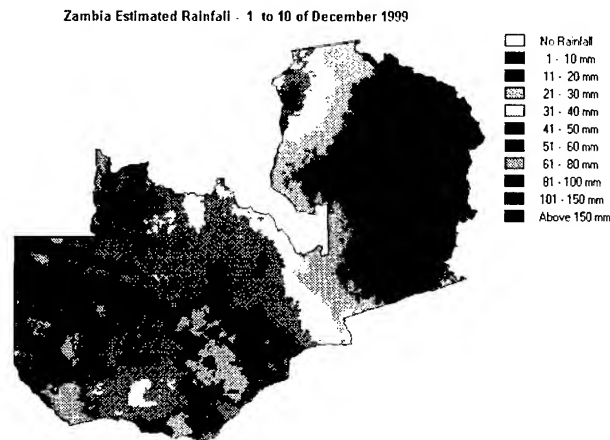 Zambia Estimated Rainfall - 1 to 10 of December 1999
No Rainfall
1 - 10 mm
11 - 20 mm
21 - 30 mm
31 - 40 mm
41 - 50 mm
51 - 60 mm
61 - 80 mm
81 - 100 mm
101 - 150 mm
Above 150 mm